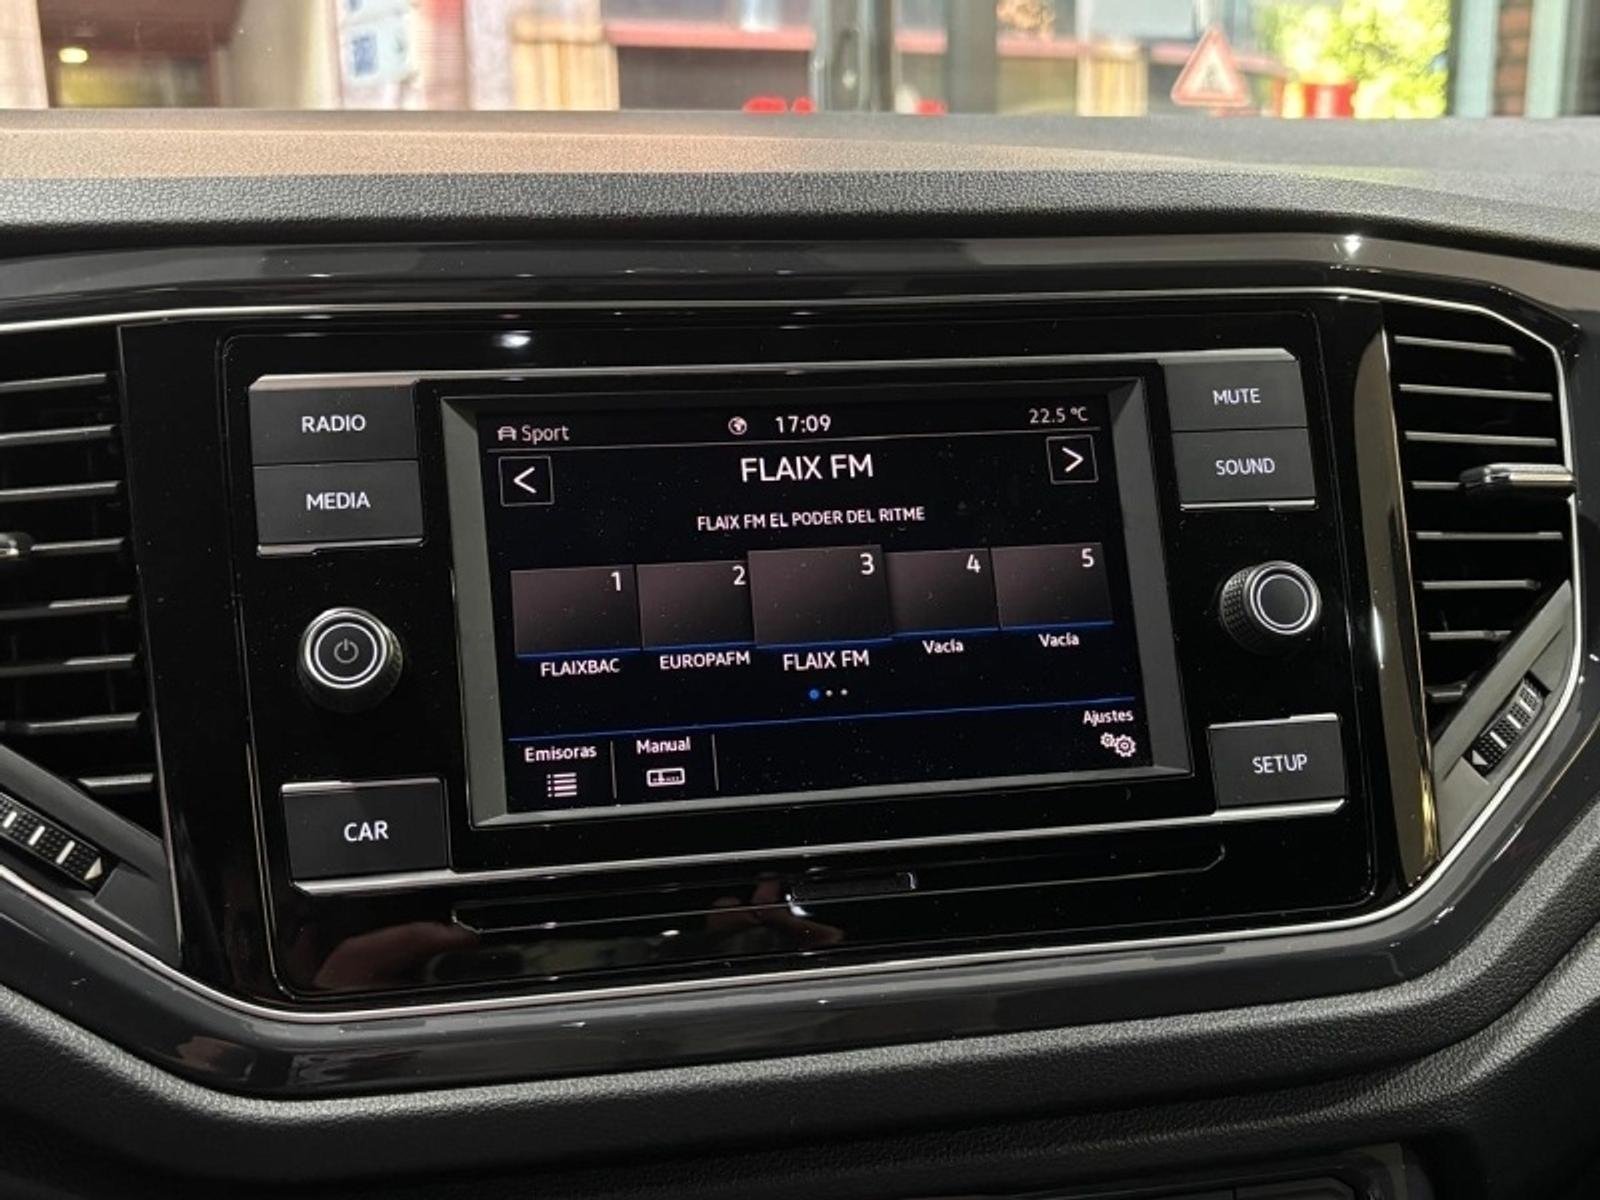 RADIO
MEDIA
CAR
MUTE
SOUND
SETUP
Sport
17:09
22.5 ºC
<
FLAIX FM
>
FLAIX FM EL PODER DEL RITME
1 2 3 4 5
FLAIXBAC EUROPAFM FLAIX FM Vacía Vacía
Emisoras Manual Ajustes